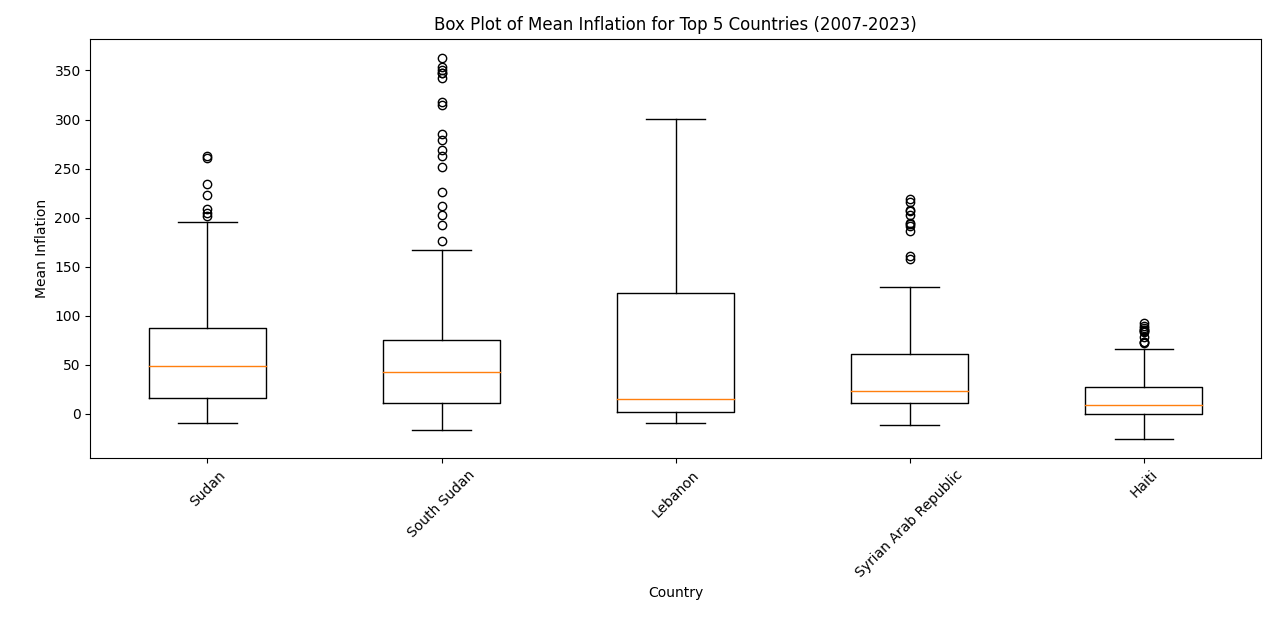 Box Plot of Mean Inflation for Top 5 Countries (2007-2023)
350
300
250
200
150
100
50
0
Mean Inflation
Sudan
South Sudan
Lebanon
Syrian Arab Republic
Haiti
Country